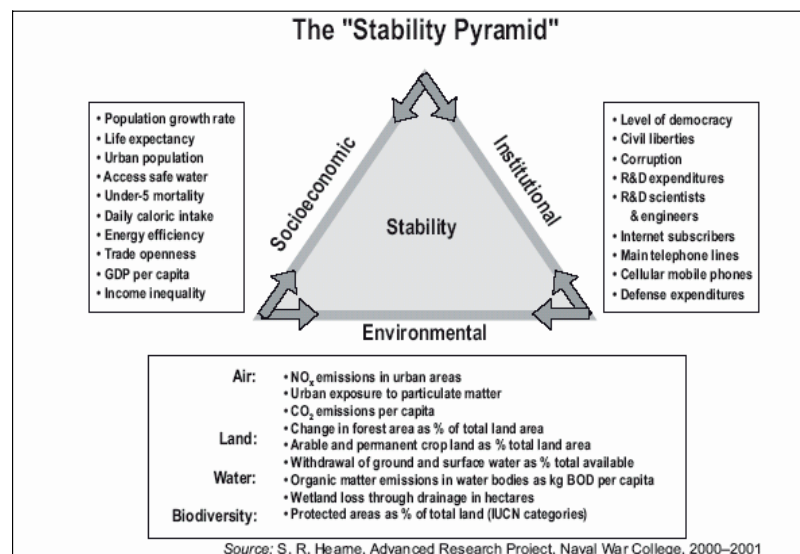 The "Stability Pyramid"
• Population growth rate
• Life expectancy
• Urban population
• Access safe water
• Under-5 mortality
• Daily caloric intake
• Energy efficiency
• Trade openness
• GDP per capita
• Income inequality
Socioeconomic
Stability
Institutional
Environmental
• Level of democracy
• Civil liberties
• Corruption
• R&D expenditures
• R&D scientists
& engineers
• Internet subscribers
• Main telephone lines
• Cellular mobile phones
• Defense expenditures
Air: • NOx emissions in urban areas
• Urban exposure to particulate matter
• CO2 emissions per capita
• Change in forest area as % of total land area
Land: • Arable and permanent crop land as % total land area
• Withdrawal of ground and surface water as % total available
Water: • Organic matter emissions in water bodies as kg BOD per capita
• Wetland loss through drainage in hectares
Biodiversity: • Protected areas as % of total land (IUCN categories)
Source: S. R. Hearne, Advanced Research Project, Naval War College, 2000–2001